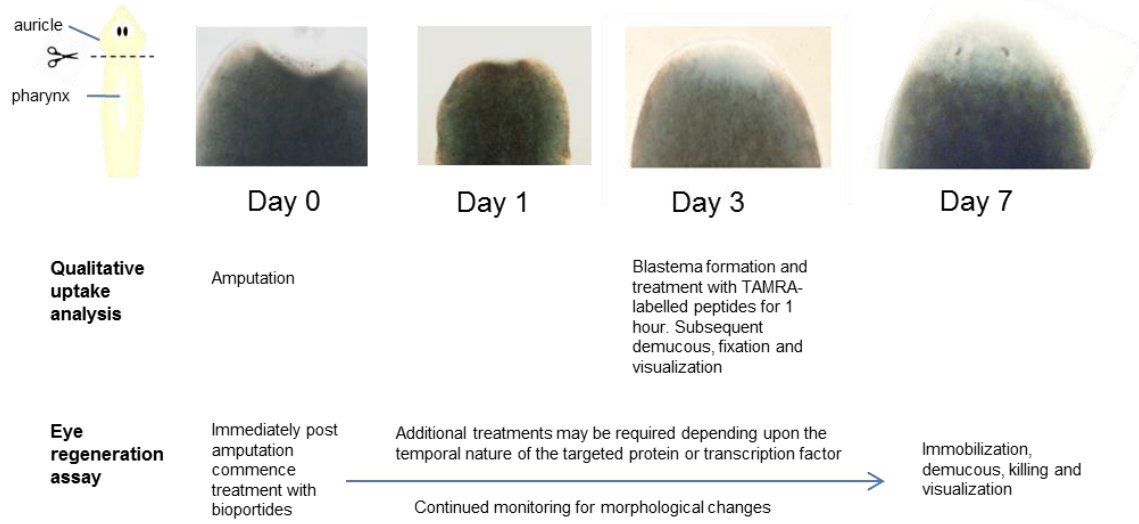 auricle
pharynx
Day 0
Day 1
Day 3
Day 7
Qualitative
uptake
analysis
Amputation
Blastema formation and
treatment with TAMRA-
labelled peptides for 1
hour. Subsequent
demucous, fixation and
visualization
Eye
regeneration
assay
Immediately post
amputation
commence
treatment with
bioportides
Additional treatments may be required depending upon the
temporal nature of the targeted protein or transcription factor
Continued monitoring for morphological changes
Immobilization,
demucous, killing and
visualization